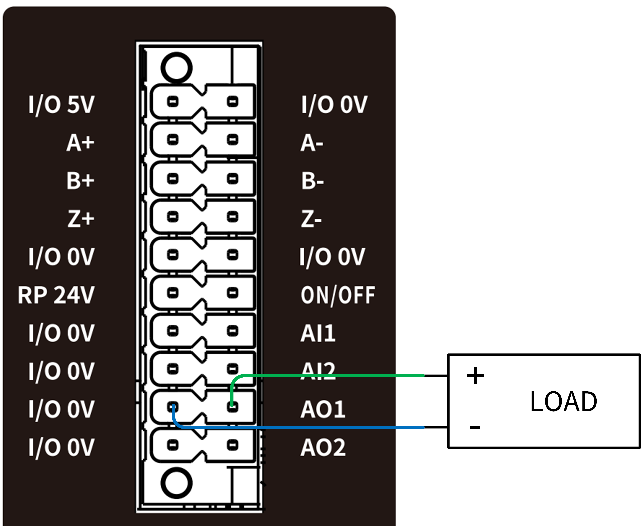 I/O 5V I/O 0V
A+ A-
B+ B-
Z+ Z-
I/O 0V I/O 0V
RP 24V ON/OFF
I/O 0V AI1
I/O 0V AI2
I/O 0V AO1
I/O 0V AO2
+
LOAD
-